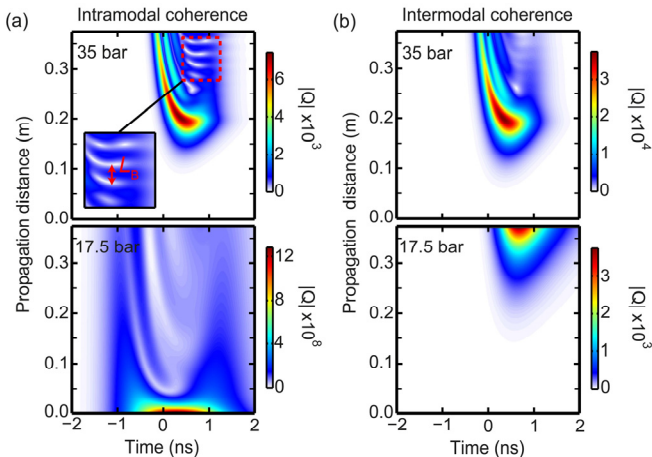 (a)
Intramodal coherence
35 bar
0.3
0.2
0.1
0.0
L_B
6
4
2
0
|Q| x10^3
17.5 bar
0.3
0.2
0.1
0.0
12
8
4
0
|Q| x10^8
Propagation distance (m)
−2 −1 0 1 2
Time (ns)
(b)
Intermodal coherence
35 bar
0.3
0.2
0.1
0.0
3
2
1
0
|Q| x10^4
17.5 bar
0.3
0.2
0.1
0.0
3
2
1
0
|Q| x10^3
Propagation distance (m)
−2 −1 0 1 2
Time (ns)